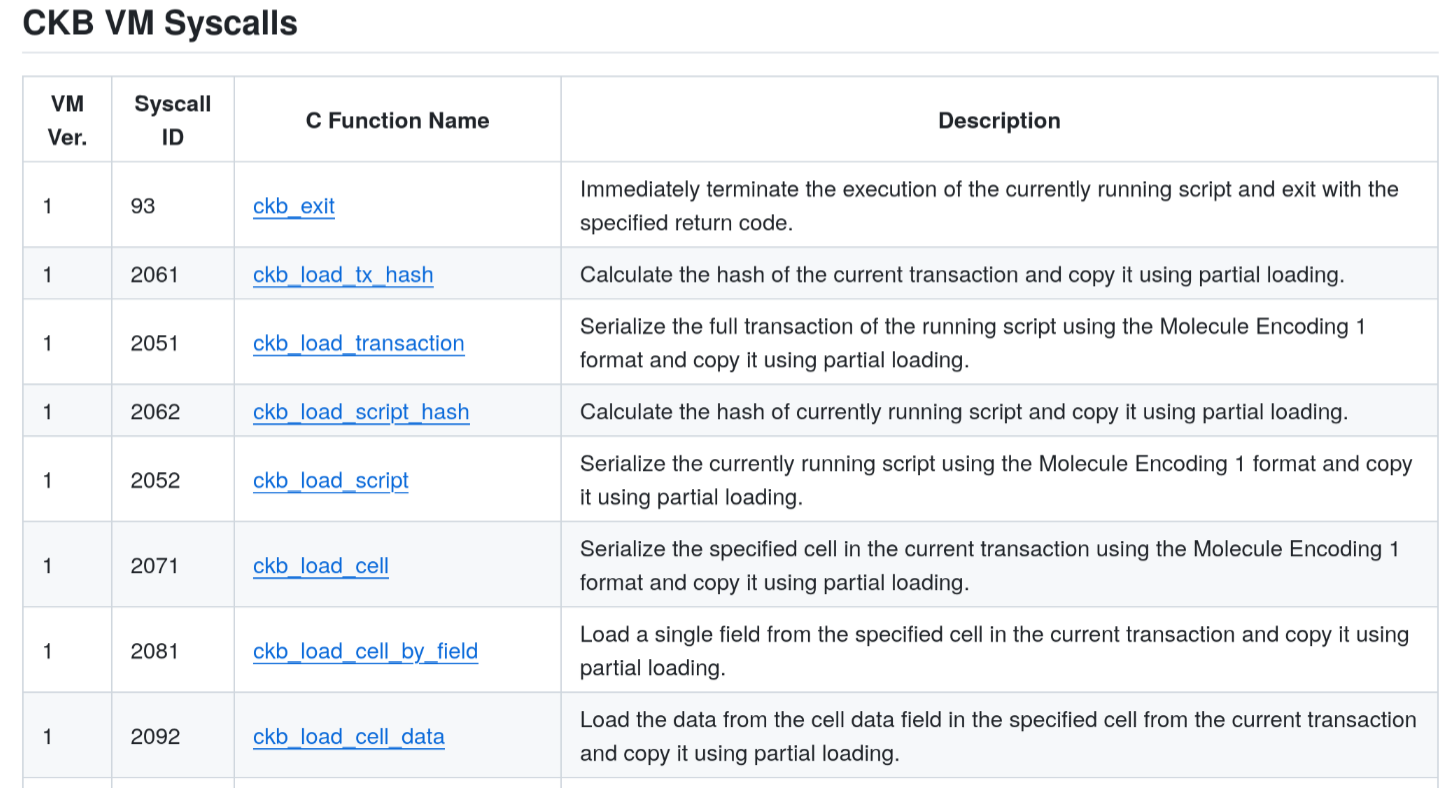 CKB VM Syscalls
VM
Ver.
Syscall
ID
C Function Name
Description
1
93
ckb_exit
Immediately terminate the execution of the currently running script and exit with the
specified return code.
1
2061
ckb_load_tx_hash
Calculate the hash of the current transaction and copy it using partial loading.
1
2051
ckb_load_transaction
Serialize the full transaction of the running script using the Molecule Encoding 1
format and copy it using partial loading.
1
2062
ckb_load_script_hash
Calculate the hash of currently running script and copy it using partial loading.
1
2052
ckb_load_script
Serialize the currently running script using the Molecule Encoding 1 format and copy
it using partial loading.
1
2071
ckb_load_cell
Serialize the specified cell in the current transaction using the Molecule Encoding 1
format and copy it using partial loading.
1
2081
ckb_load_cell_by_field
Load a single field from the specified cell in the current transaction and copy it using
partial loading.
1
2092
ckb_load_cell_data
Load the data from the cell data field in the specified cell from the current transaction
and copy it using partial loading.